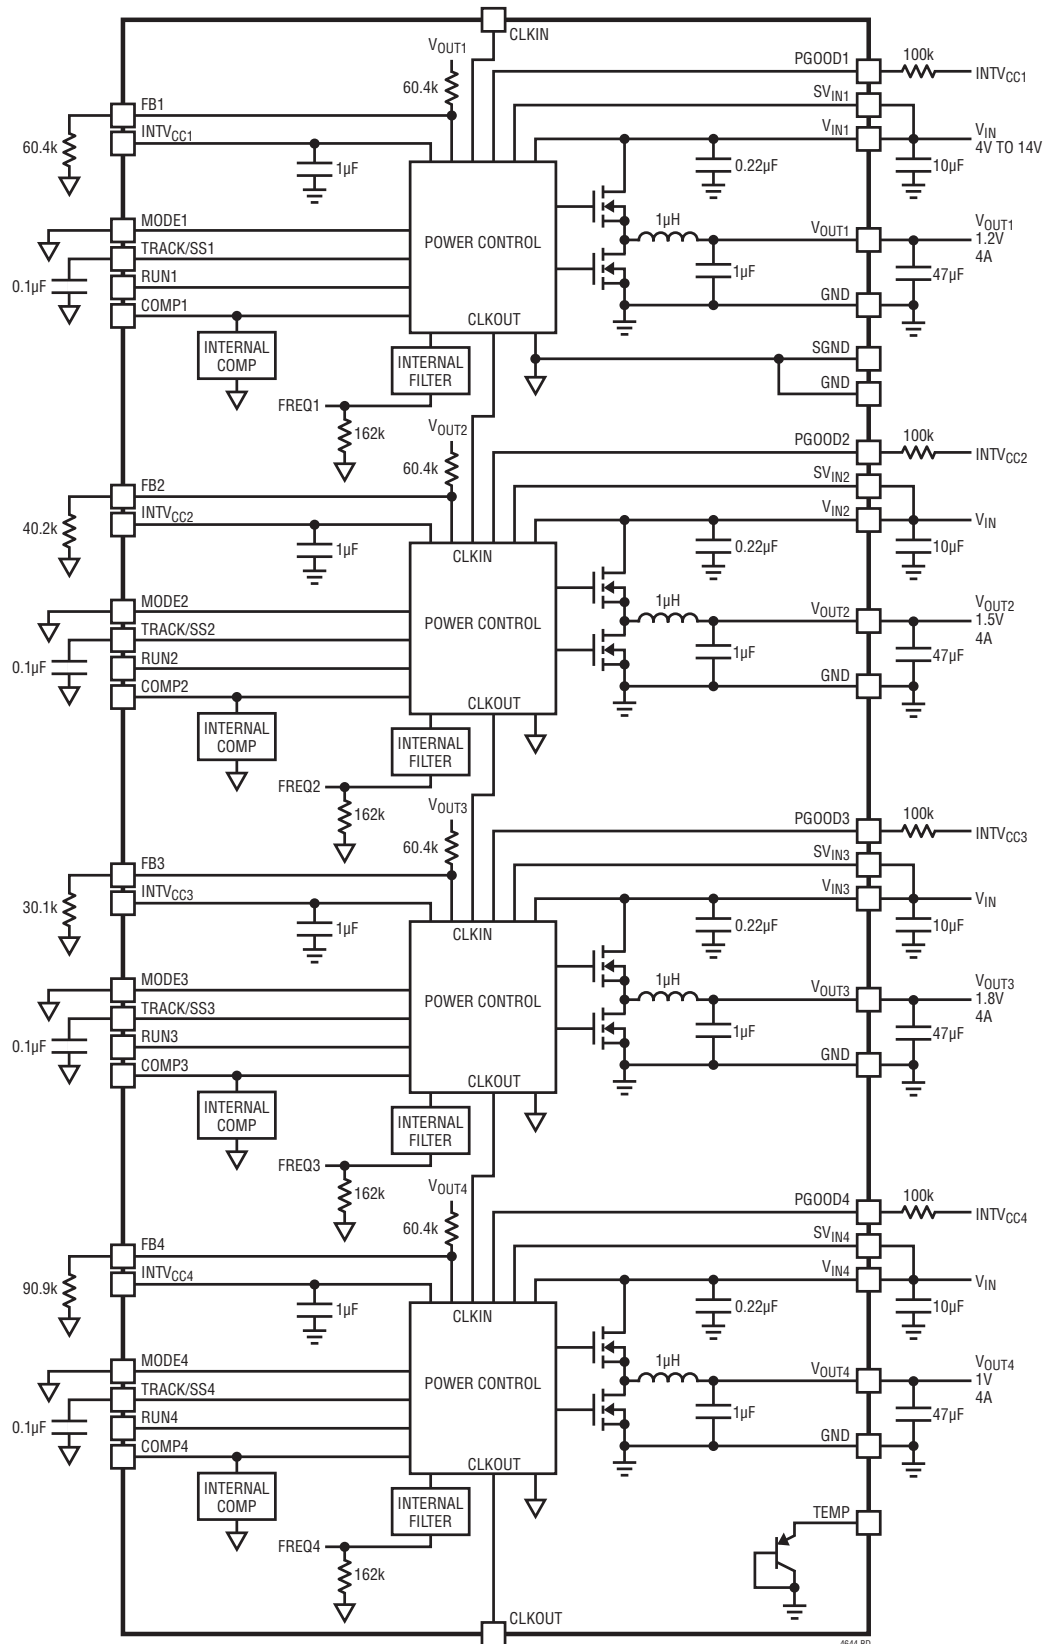 CLKIN
VOUT1
60.4k
PGOOD1
100k
INTVCC1
SVIN1
FB1
60.4k
INTVCC1
1µF
VIN1
VIN
4V TO 14V
0.22µF
10µF
MODE1
TRACK/SS1
0.1µF
RUN1
COMP1
POWER CONTROL
CLKOUT
1µH
VOUT1
VOUT1
1.2V
4A
1µF
47µF
GND
INTERNAL
COMP
INTERNAL
FILTER
SGND
GND
FREQ1
162k
VOUT2
60.4k
PGOOD2
100k
INTVCC2
SVIN2
FB2
40.2k
INTVCC2
1µF
VIN2
VIN
0.22µF
10µF
CLKIN
MODE2
TRACK/SS2
0.1µF
RUN2
COMP2
POWER CONTROL
CLKOUT
1µH
VOUT2
VOUT2
1.5V
4A
1µF
47µF
GND
INTERNAL
COMP
INTERNAL
FILTER
FREQ2
162k
VOUT3
60.4k
PGOOD3
100k
INTVCC3
SVIN3
FB3
30.1k
INTVCC3
1µF
VIN3
VIN
0.22µF
10µF
CLKIN
MODE3
TRACK/SS3
0.1µF
RUN3
COMP3
POWER CONTROL
CLKOUT
1µH
VOUT3
VOUT3
1.8V
4A
1µF
47µF
GND
INTERNAL
COMP
INTERNAL
FILTER
FREQ3
162k
VOUT4
60.4k
PGOOD4
100k
INTVCC4
SVIN4
FB4
90.9k
INTVCC4
1µF
VIN4
VIN
0.22µF
10µF
CLKIN
MODE4
TRACK/SS4
0.1µF
RUN4
COMP4
POWER CONTROL
CLKOUT
1µH
VOUT4
VOUT4
1V
4A
1µF
47µF
GND
INTERNAL
COMP
INTERNAL
FILTER
FREQ4
162k
TEMP
CLKOUT
4644 BD